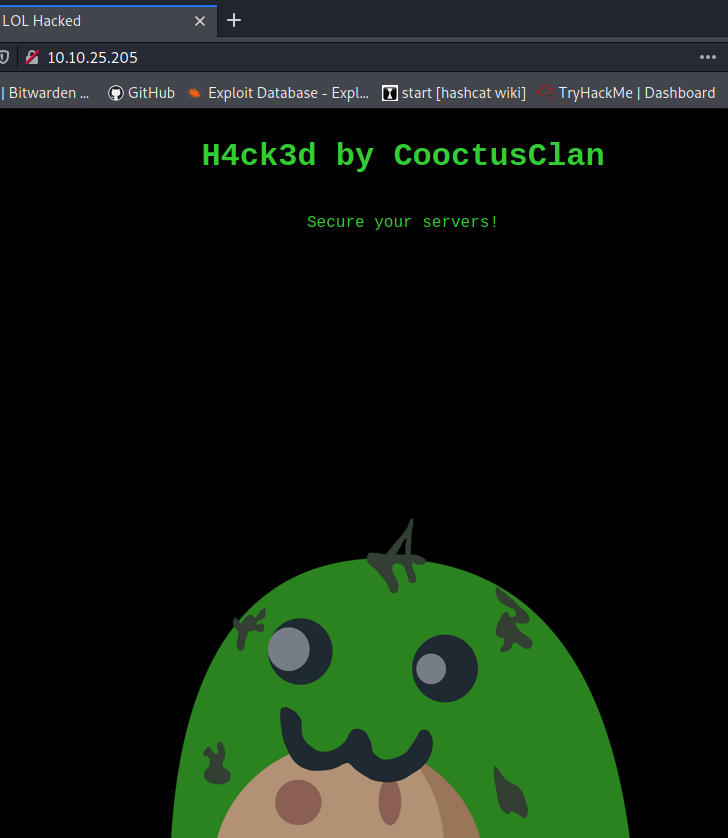 LOL Hacked
10.10.25.205
| Bitwarden ... GitHub Exploit Database - Expl... start [hashcat wiki] TryHackMe | Dashboard
H4ck3d by CooctusClan
Secure your servers!